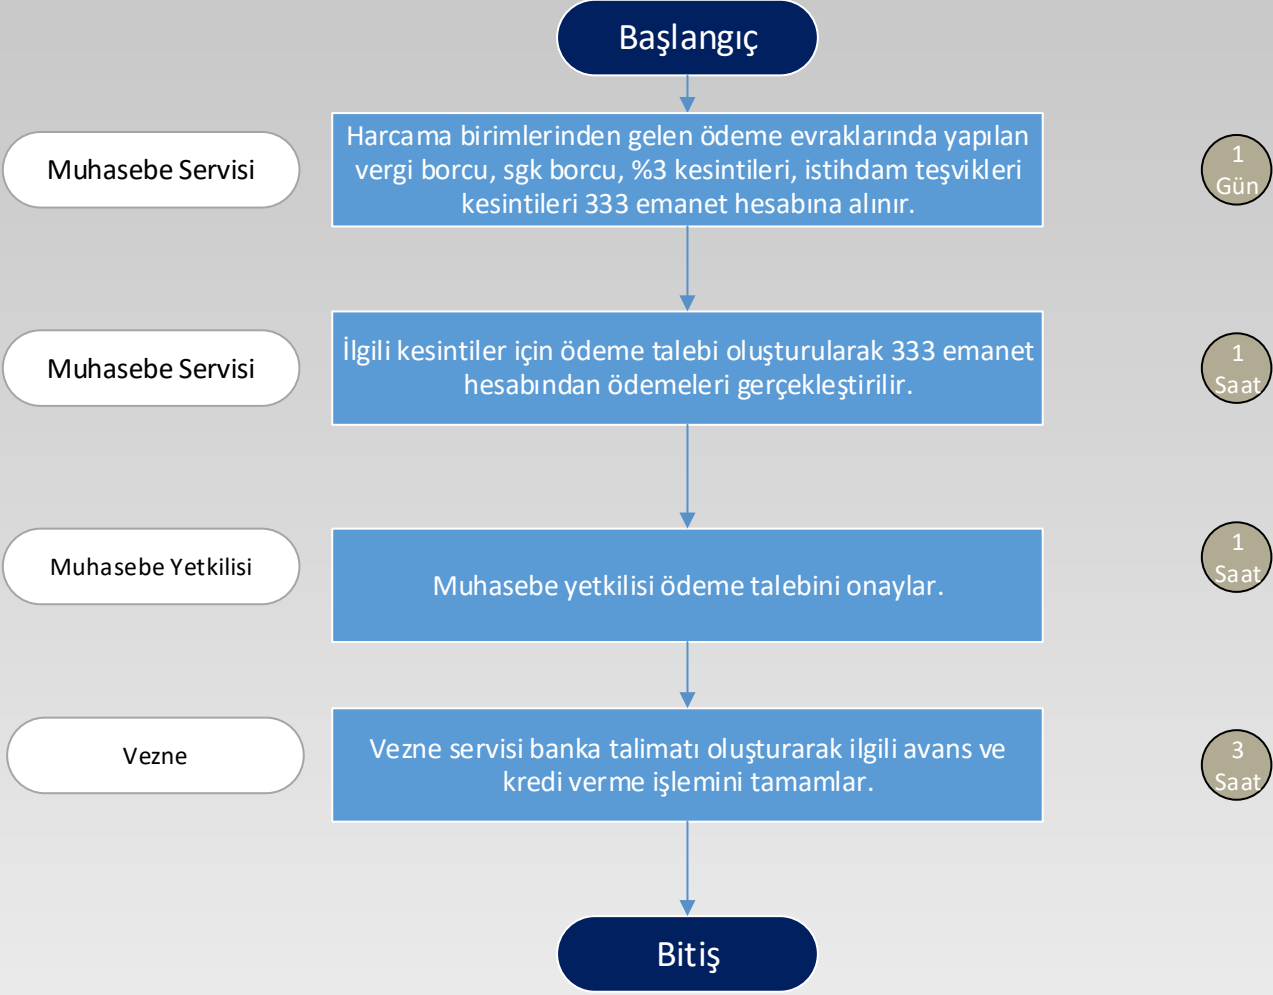 Başlangıç
Muhasebe Servisi
Harcama birimlerinden gelen ödeme evraklarında yapılan
vergi borcu, sgk borcu, %3 kesintileri, istihdam teşvikleri
kesintileri 333 emanet hesabına alınır.
1
Gün
Muhasebe Servisi
İlgili kesintiler için ödeme talebi oluşturularak 333 emanet
hesabından ödemeleri gerçekleştirilir.
1
Saat
Muhasebe Yetkilisi
Muhasebe yetkilisi ödeme talebini onaylar.
1
Saat
Vezne
Vezne servisi banka talimatı oluşturarak ilgili avans ve
kredi verme işlemini tamamlar.
3
Saat
Bitiş